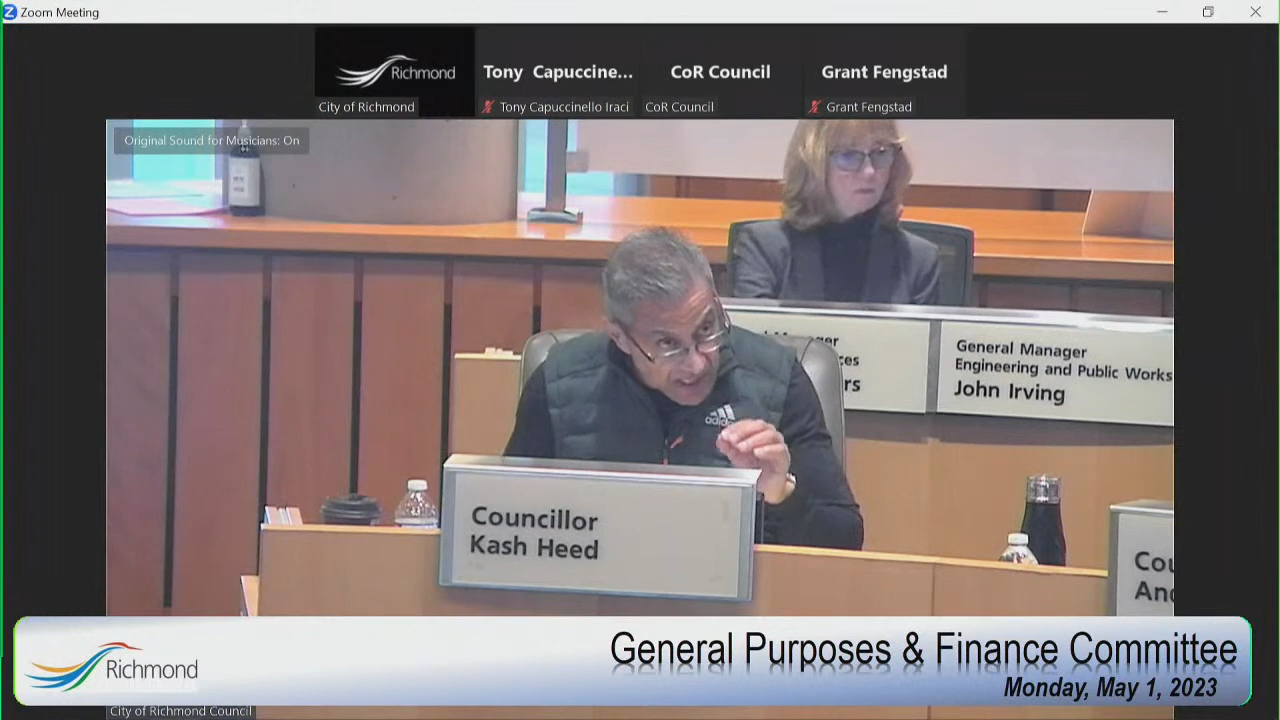 Zoom Meeting
Richmond
Tony Capuccine...
CoR Council
Grant Fengstad
City of Richmond
Tony Capuccinello Iraci
CoR Council
Grant Fengstad
Original Sound for Musicians: On
General Manager
Engineering and Public Works
John Irving
adidas
Councillor
Kash Heed
Richmond
General Purposes & Finance Committee
Monday, May 1, 2023
City of Richmond Council